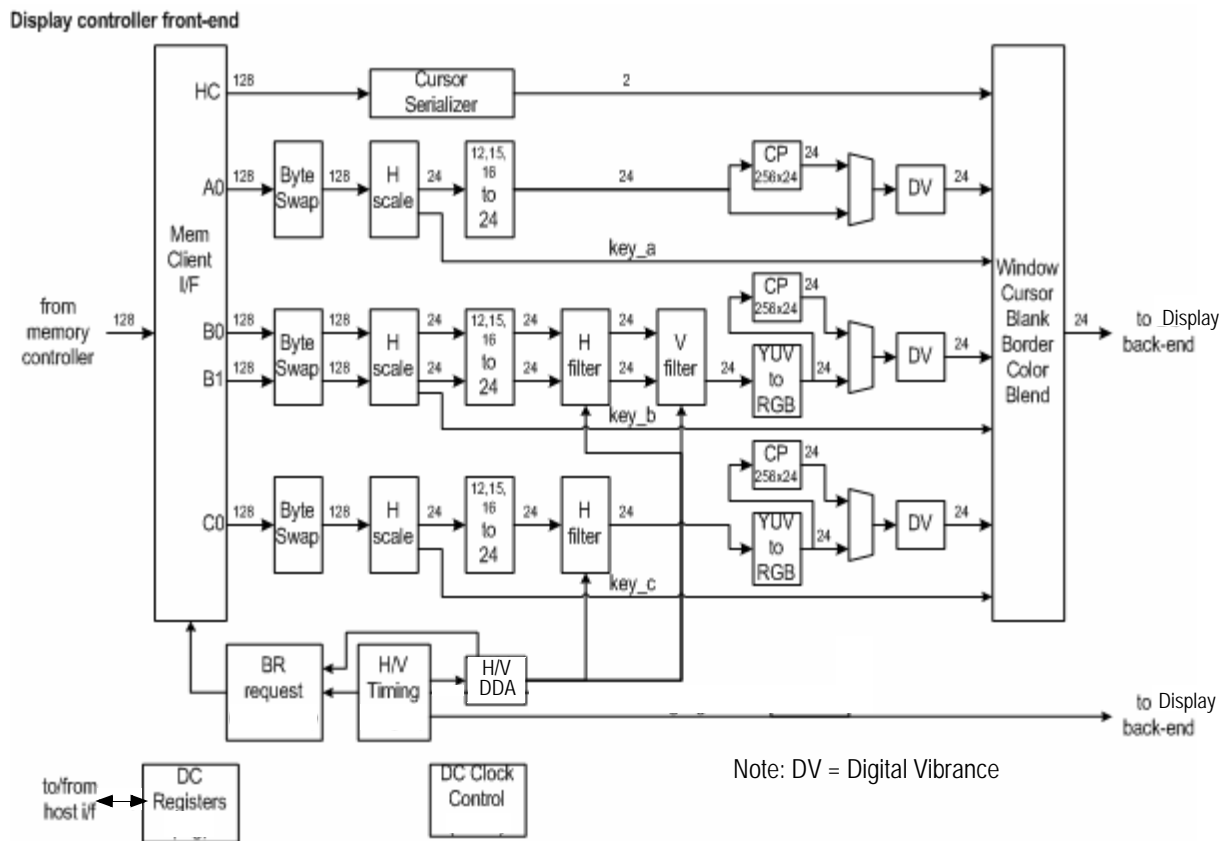 Display controller front-end
HC
128
Cursor
Serializer
2
A0
128
Byte
Swap
128
H
scale
24
12,15,
16
to
24
24
CP
256x24
24
DV
24
key_a
Mem
Client
I/F
from
memory
controller
128
B0
128
B1
128
Byte
Swap
128
128
H
scale
24
24
12,15,
16
to
24
24
24
H
filter
24
24
V
filter
24
CP
256x24
24
YUV
to
RGB
24
DV
24
key_b
Window
Cursor
Blank
Border
Color
Blend
24
to Display
back-end
C0
128
Byte
Swap
128
H
scale
24
12,15,
16
to
24
24
H
filter
24
CP
256x24
24
YUV
to
RGB
24
DV
24
key_c
BR
request
H/V
Timing
H/V
DDA
to Display
back-end
to/from
host i/f
DC
Registers
DC Clock
Control
Note: DV = Digital Vibrance